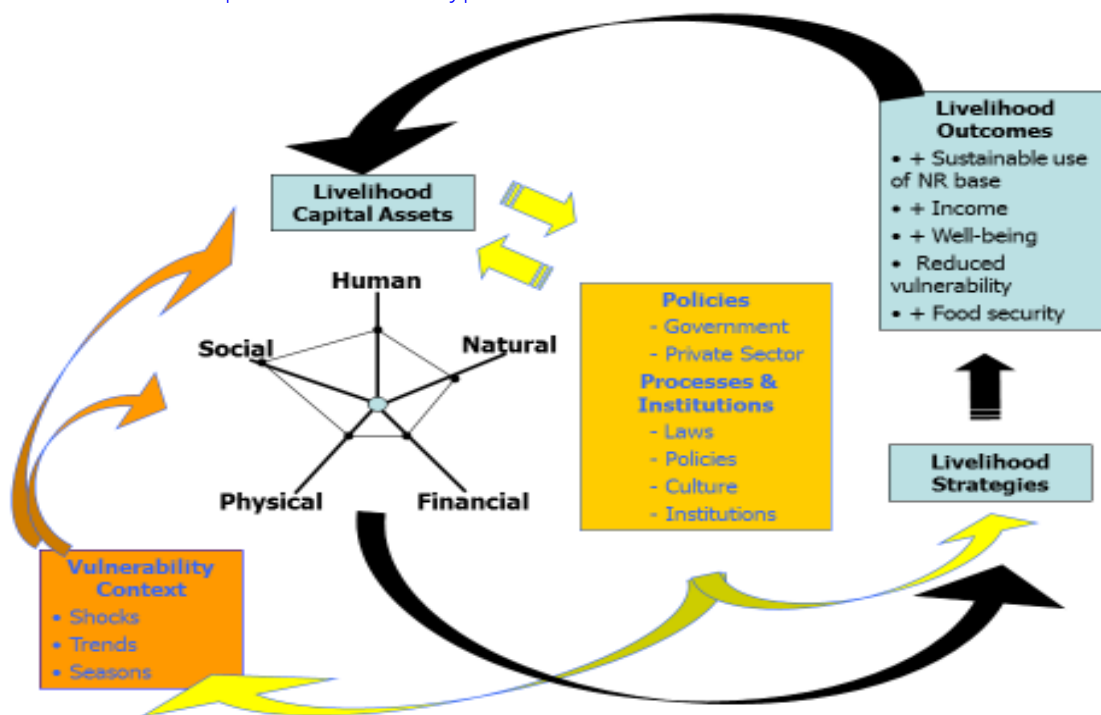 Livelihood
Outcomes
• + Sustainable use
of NR base
• + Income
• + Well-being
• Reduced
vulnerability
• + Food security
Livelihood
Capital Assets
Human
Social
Natural
Physical
Financial
Policies
- Government
- Private Sector
Processes &
Institutions
- Laws
- Policies
- Culture
- Institutions
Livelihood
Strategies
Vulnerability
Context
• Shocks
• Trends
• Seasons